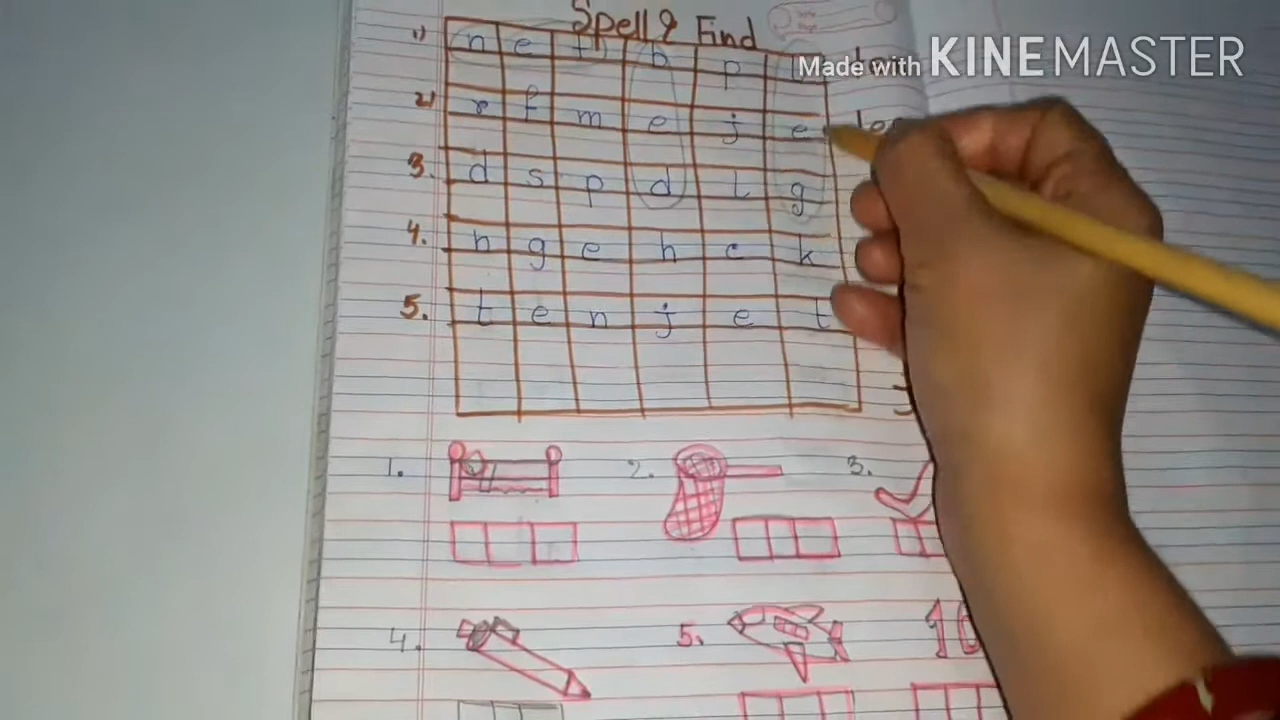 Spell & Find
Made with KINEMASTER
1) n e t b p
2) r f m e j e
3. d s p d l g
4. h g e h c k
5. t e n j e t
1. 2. 3.
4. 5. 10